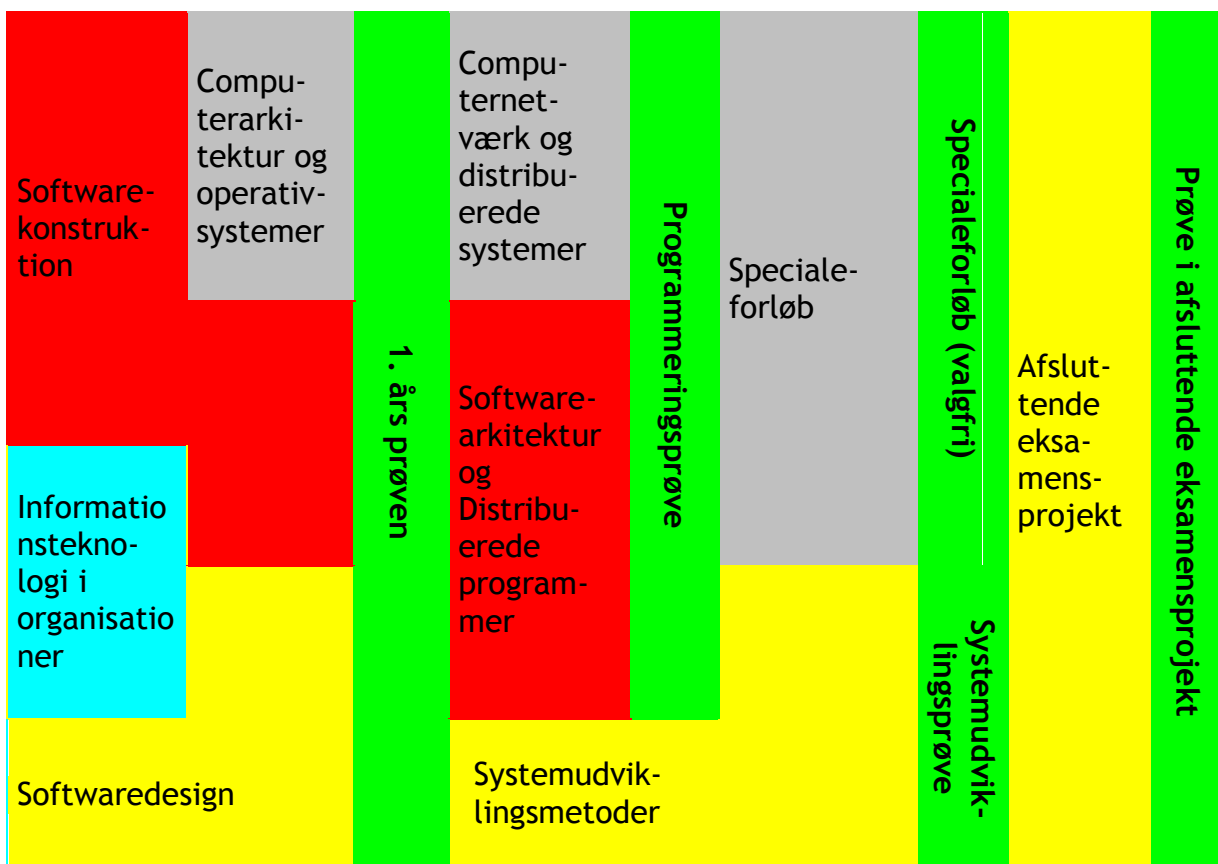 Software-
konstruk-
tion
Informatio
nstekno-
logi i
organisatio
ner
Softwaredesign
Compu-
terarki-
tektur og
operativ-
systemer
1. års prøven
Compu-
ternet-
værk og
distribu-
erede
systemer
Software-
arkitektur
og
Distribu-
erede
program-
mer
Systemudvik-
lingsmetoder
Programmeringsprøve
Speciale-
forløb
Specialeforløb (valgfri)
Systemudvik-
lingsprøve
Afslut-
tende
eksa-
mens-
projekt
Prøve i afsluttende eksamensprojekt